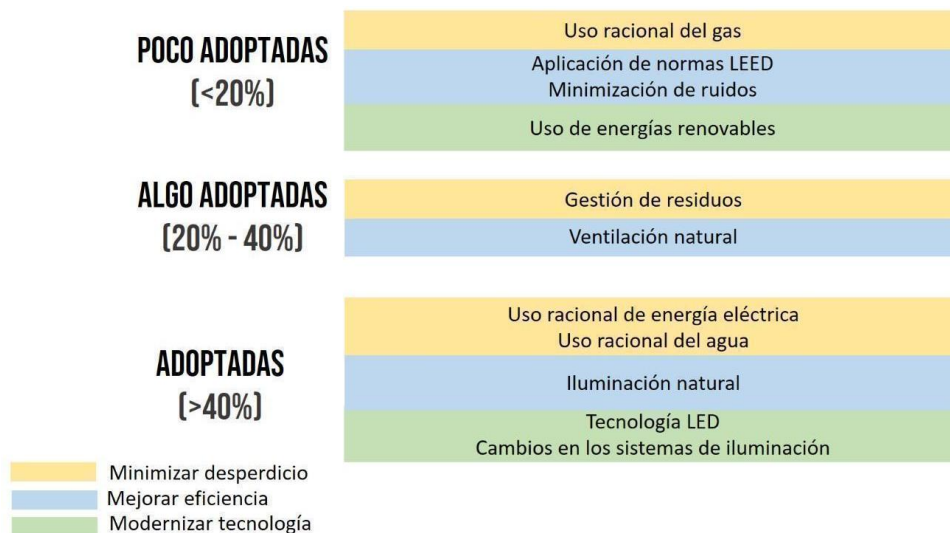 POCO ADOPTADAS
(<20%)
Uso racional del gas
Aplicación de normas LEED
Minimización de ruidos
Uso de energías renovables
ALGO ADOPTADAS
(20% - 40%)
Gestión de residuos
Ventilación natural
ADOPTADAS
(>40%)
Uso racional de energía eléctrica
Uso racional del agua
Iluminación natural
Tecnología LED
Cambios en los sistemas de iluminación
Minimizar desperdicio
Mejorar eficiencia
Modernizar tecnología